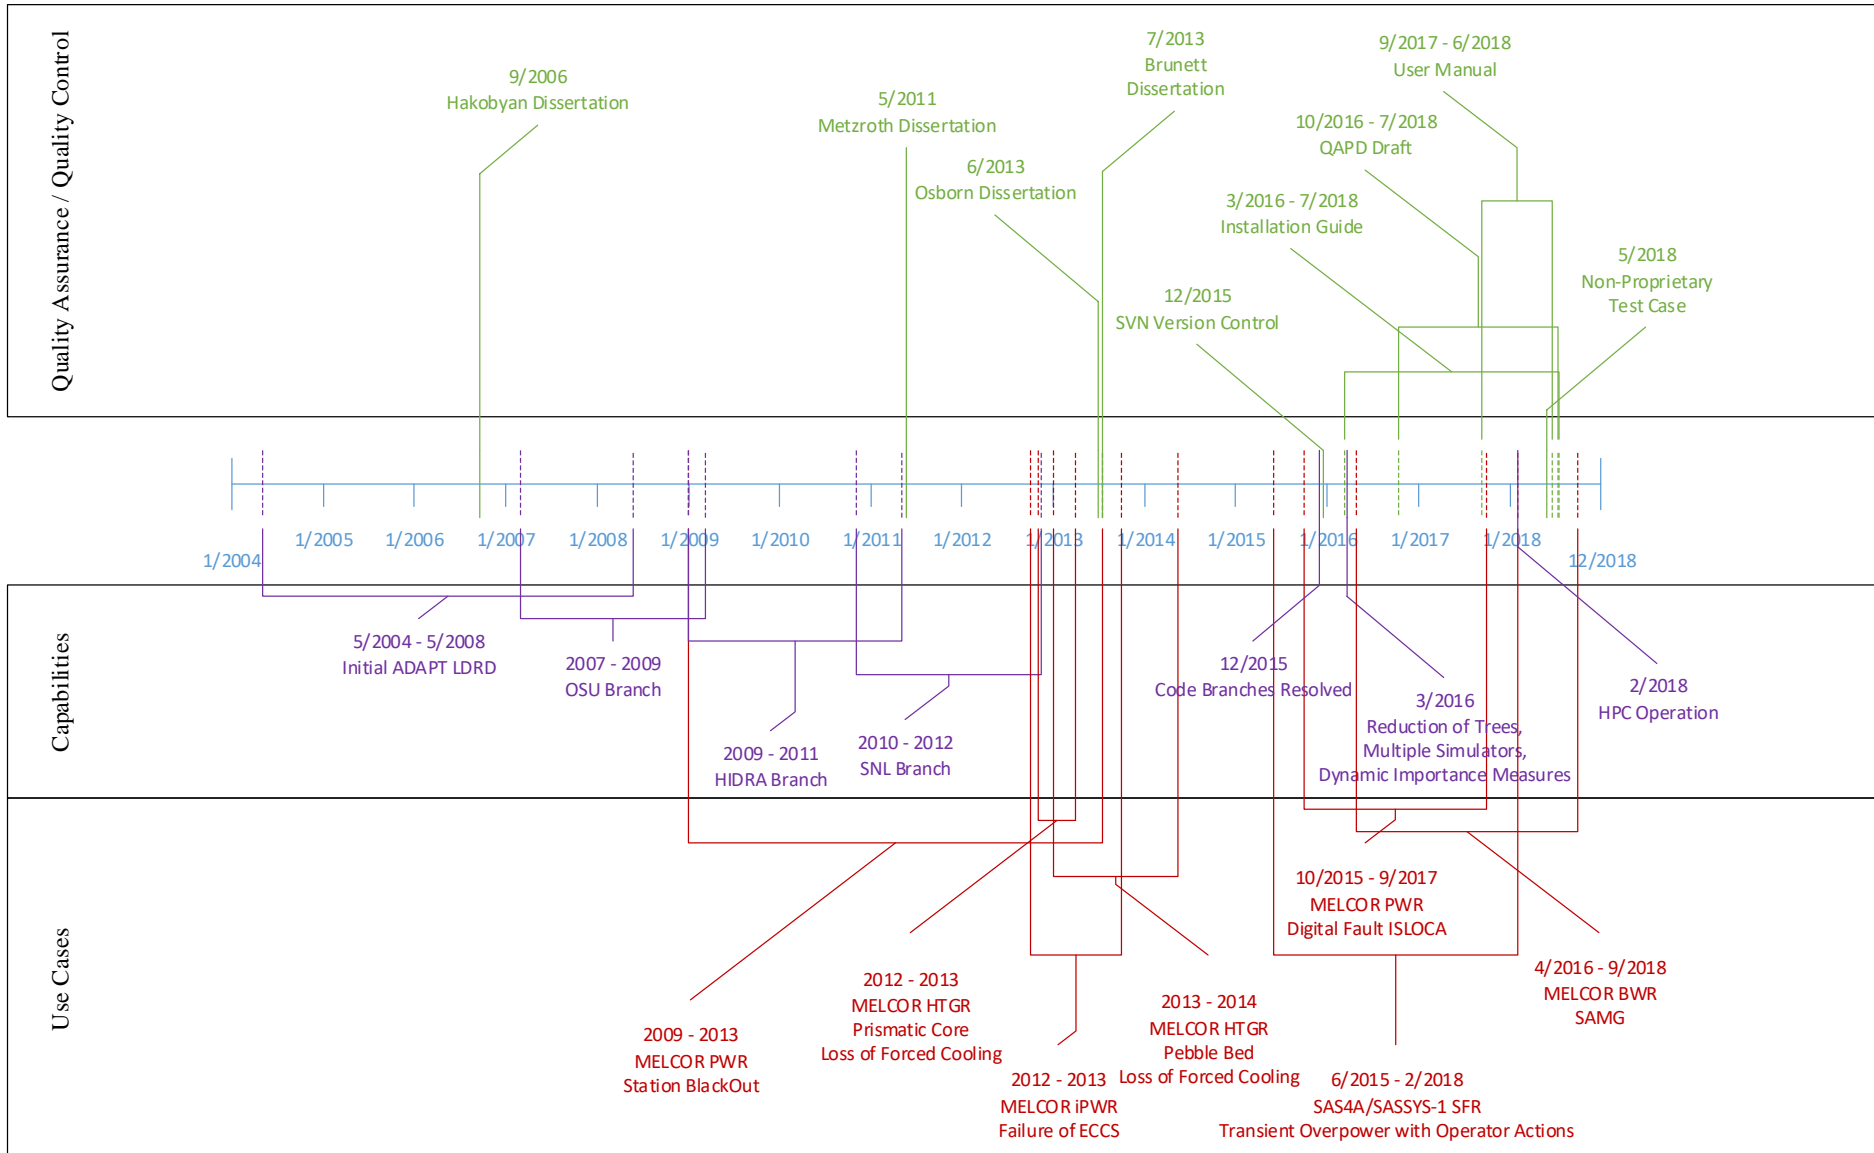 Quality Assurance / Quality Control
9/2006
Hakobyan Dissertation
5/2011
Metzroth Dissertation
6/2013
Osborn Dissertation
7/2013
Brunett
Dissertation
9/2017 - 6/2018
User Manual
10/2016 - 7/2018
QAPD Draft
3/2016 - 7/2018
Installation Guide
12/2015
SVN Version Control
5/2018
Non-Proprietary
Test Case
1/2004
1/2005
1/2006
1/2007
1/2008
1/2009
1/2010
1/2011
1/2012
1/2013
1/2014
1/2015
1/2016
1/2017
1/2018
12/2018
Capabilities
5/2004 - 5/2008
Initial ADAPT LDRD
2007 - 2009
OSU Branch
2009 - 2011
HIDRA Branch
2010 - 2012
SNL Branch
12/2015
Code Branches Resolved
3/2016
Reduction of Trees,
Multiple Simulators,
Dynamic Importance Measures
2/2018
HPC Operation
Use Cases
2009 - 2013
MELCOR PWR
Station BlackOut
2012 - 2013
MELCOR HTGR
Prismatic Core
Loss of Forced Cooling
2012 - 2013
MELCOR iPWR
Failure of ECCS
2013 - 2014
MELCOR HTGR
Pebble Bed
Loss of Forced Cooling
10/2015 - 9/2017
MELCOR PWR
Digital Fault ISLOCA
6/2015 - 2/2018
SAS4A/SASSYS-1 SFR
Transient Overpower with Operator Actions
4/2016 - 9/2018
MELCOR BWR
SAMG